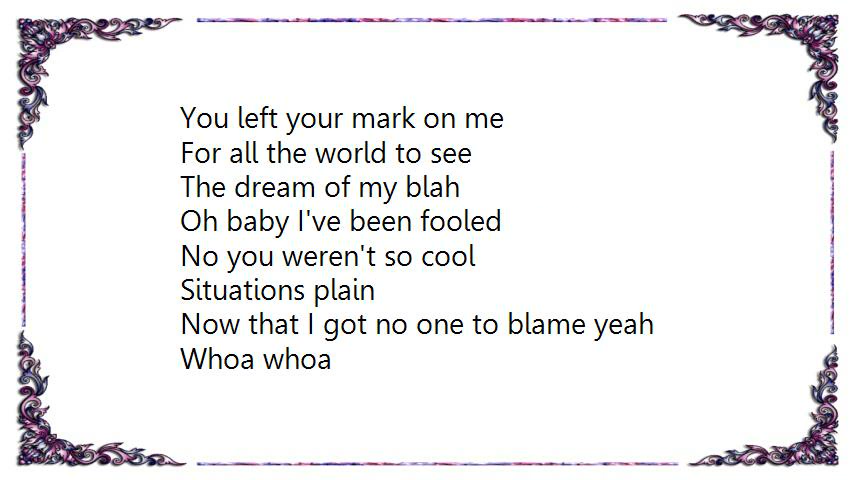 You left your mark on me
For all the world to see
The dream of my blah
Oh baby I've been fooled
No you weren't so cool
Situations plain
Now that I got no one to blame yeah
Whoa whoa